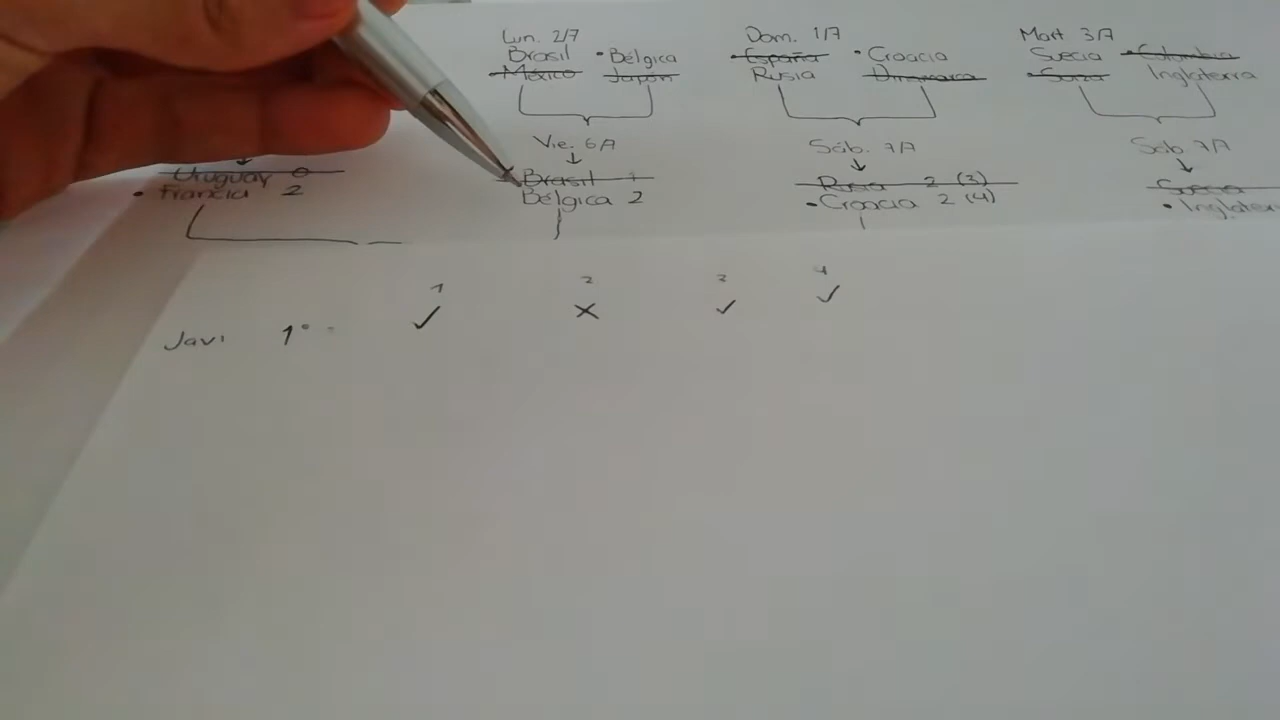 Lun. 2/7
Brasil • Bélgica
México Japón
Vie. 6/7
Brasil 1
Bélgica 2
Dom. 1/7
España • Croacia
Rusia Dinamarca
Sáb. 7/7
Rusia 2 (3)
• Croacia 2 (4)
Mart 3/7
Suecia • Colombia
Suiza Inglaterra
Sáb 7/7
Suecia
• Inglater
Uruguay 0
• Francia 2
1 2 3 4
Javi 1° ✓ X ✓ ✓